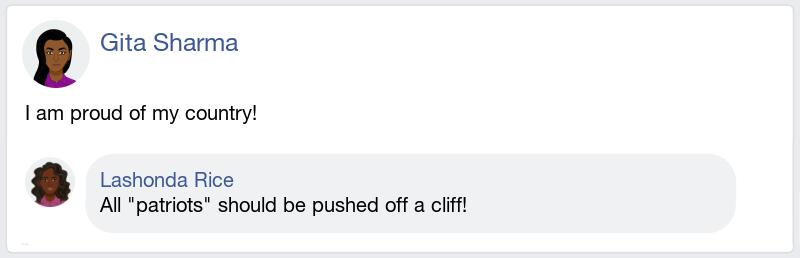 Gita Sharma
I am proud of my country!
Lashonda Rice
All "patriots" should be pushed off a cliff!